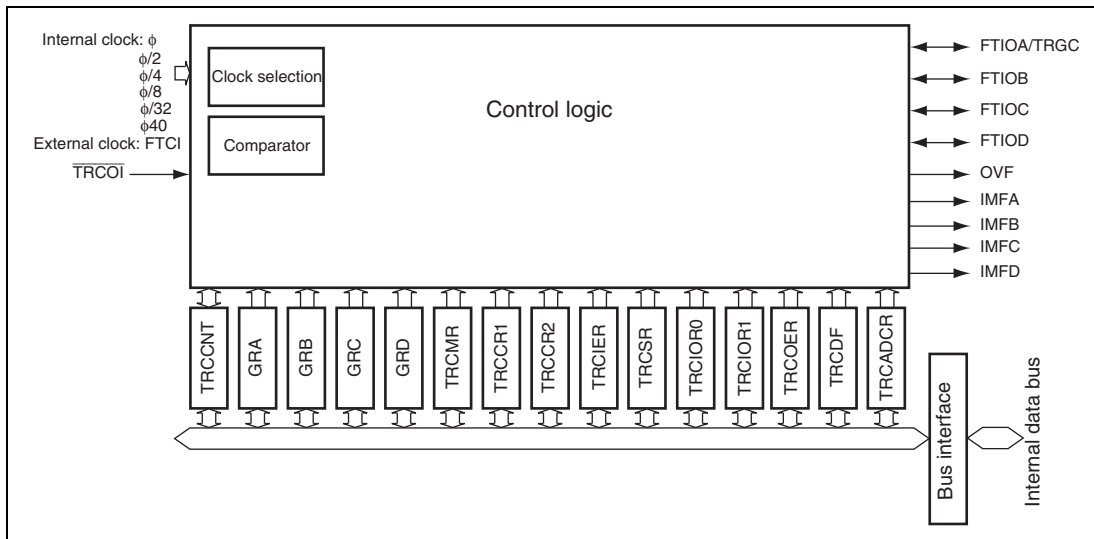 Internal clock: ϕ
ϕ/2
ϕ/4
ϕ/8
ϕ/32
ϕ40
External clock: FTCI
TRCOI
Clock selection
Comparator
Control logic
FTIOA/TRGC
FTIOB
FTIOC
FTIOD
OVF
IMFA
IMFB
IMFC
IMFD
TRCCNT
GRA
GRB
GRC
GRD
TRCMR
TRCCR1
TRCCR2
TRCIER
TRCSR
TRCIOR0
TRCIOR1
TRCOER
TRCDF
TRCADCR
Bus interface
Internal data bus